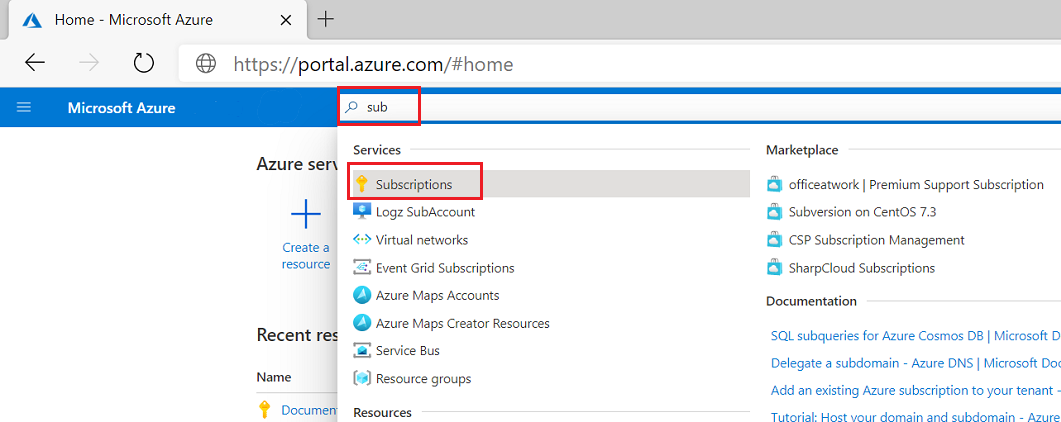 Home - Microsoft Azure
https://portal.azure.com/#home
Microsoft Azure
sub
Azure serv
Create a
resource
Recent res
Name
Documen
Services
Subscriptions
Logz SubAccount
Virtual networks
Event Grid Subscriptions
Azure Maps Accounts
Azure Maps Creator Resources
Service Bus
Resource groups
Resources
Marketplace
officeatwork | Premium Support Subscription
Subversion on CentOS 7.3
CSP Subscription Management
SharpCloud Subscriptions
Documentation
SQL subqueries for Azure Cosmos DB | Microsoft D
Delegate a subdomain - Azure DNS | Microsoft Doc
Add an existing Azure subscription to your tenant -
Tutorial: Host your domain and subdomain - Azure